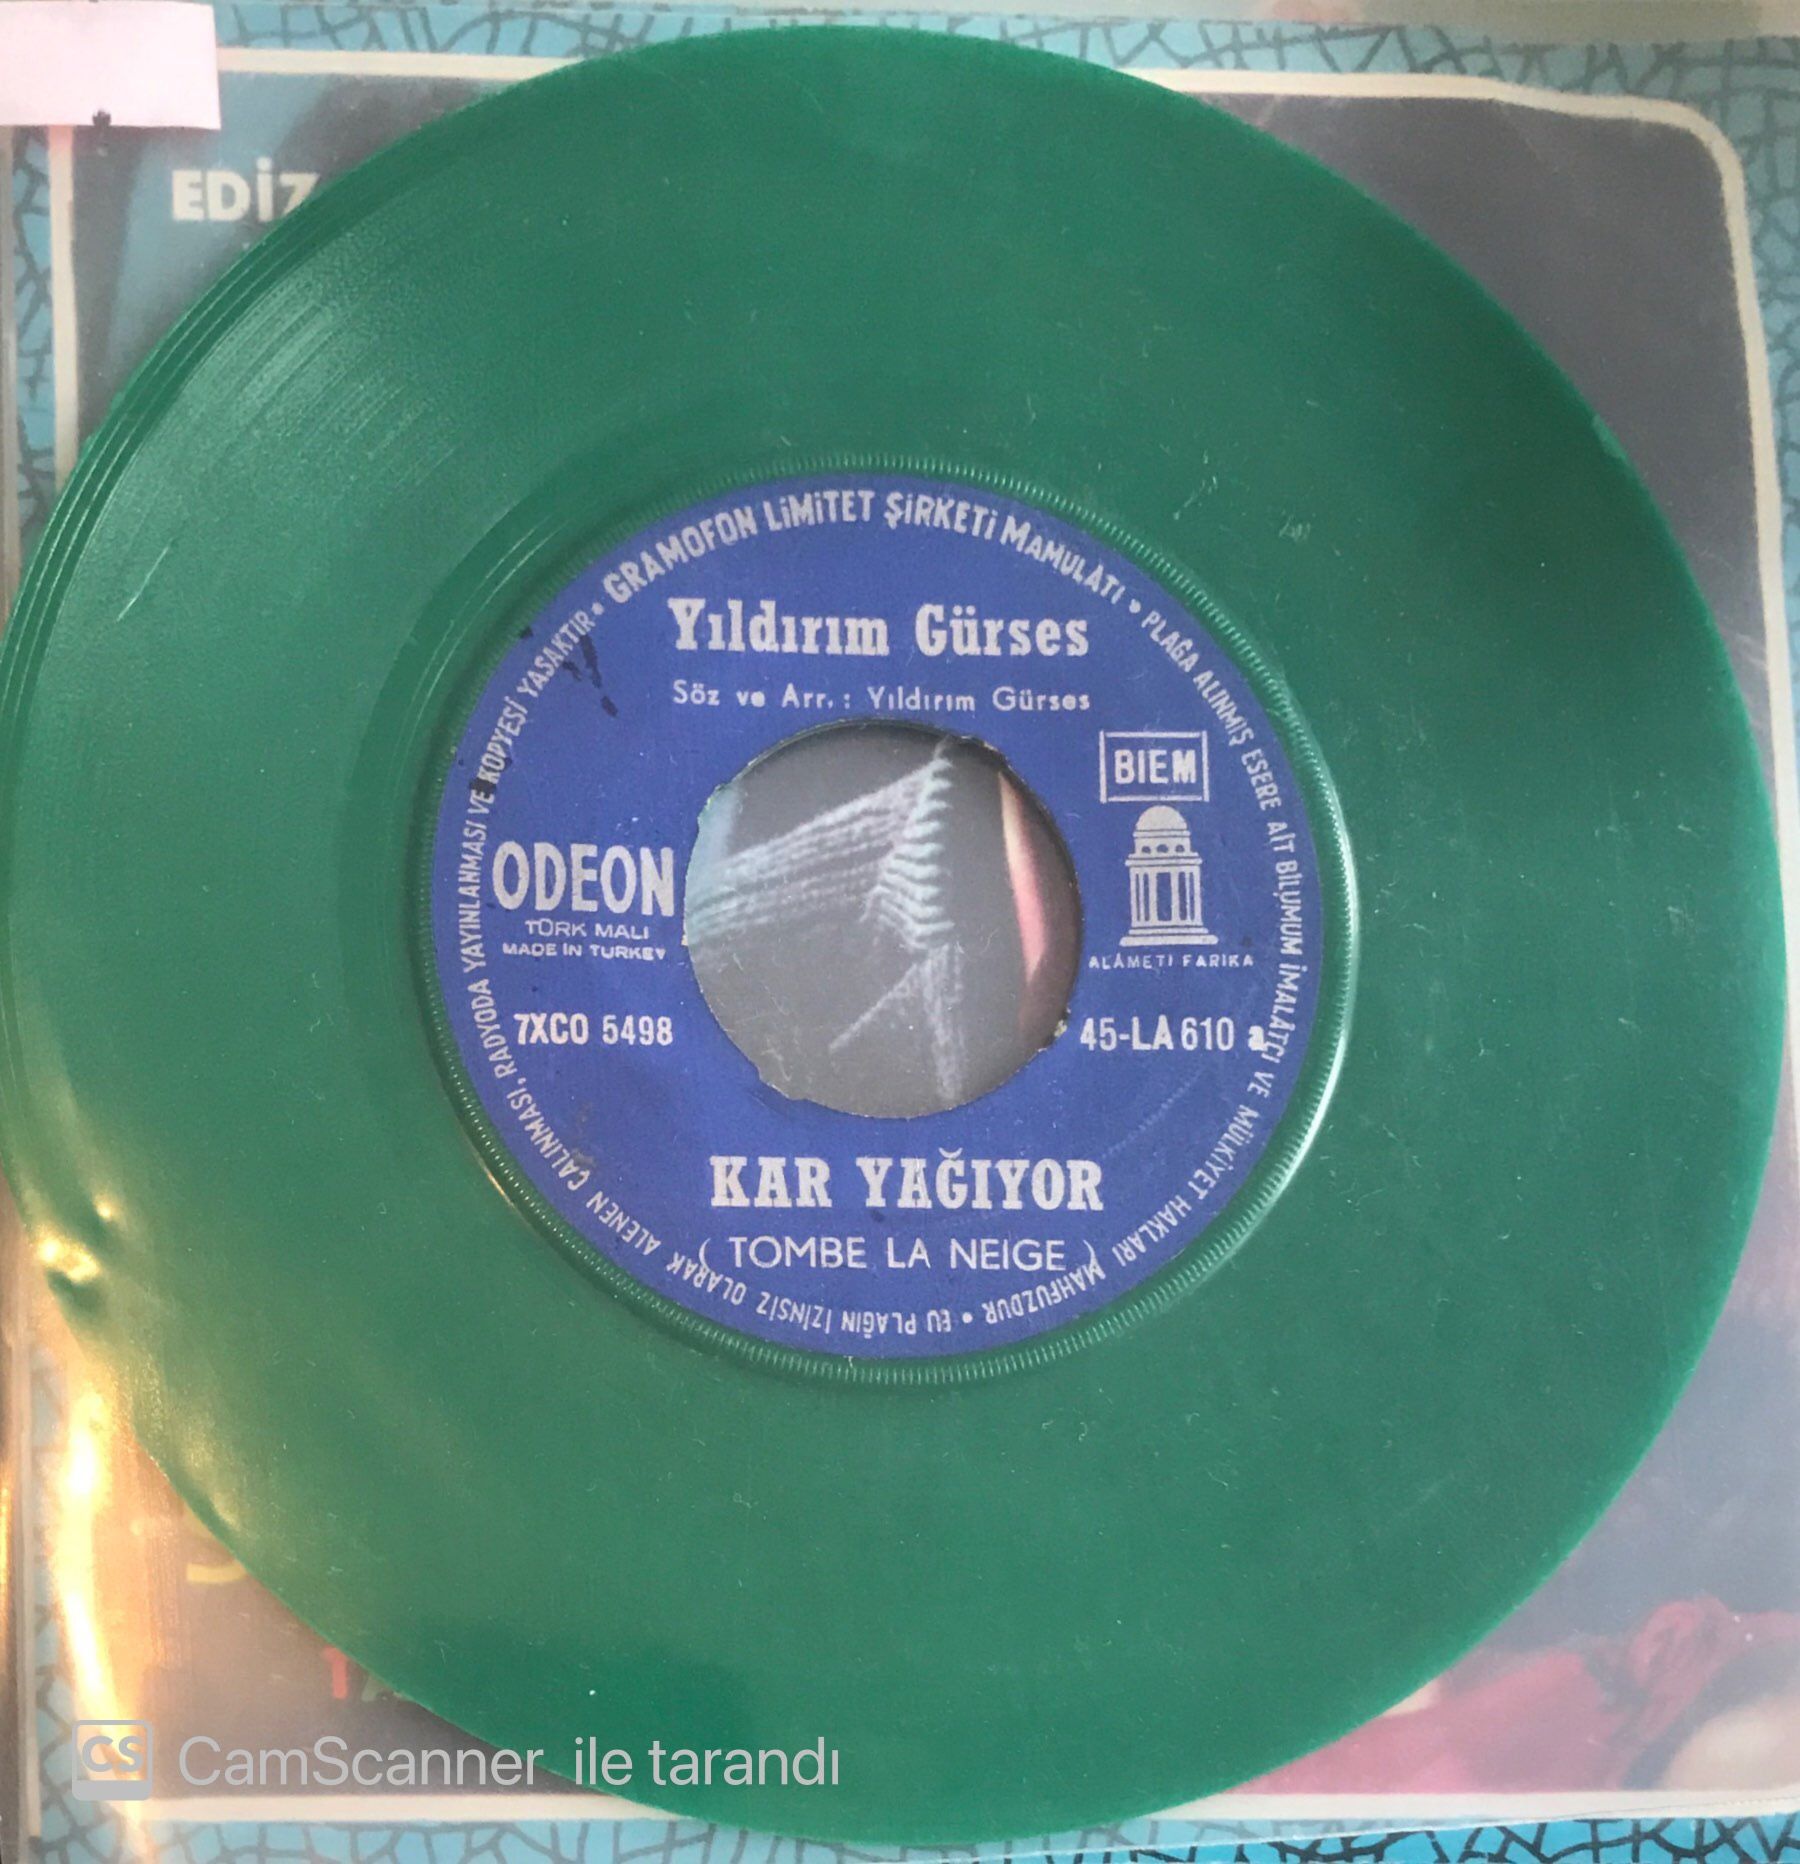 EDİZ
GRAMOFON LİMİTET ŞİRKETİ MAMULATI • PLAĞA ALINMIŞ ESERE AİT BİLUMUM İMALÂTÇI VE MÜLKİYET HAKLARI MAHFUZDUR • BU PLAĞIN İZİNSİZ OLARAK ALENEN ÇALINMASI, RADYODA YAYINLANMASI VE KOPYESİ YASAKTIR •
Yıldırım Gürses
Söz ve Arr. : Yıldırım Gürses
BIEM
ODEON
TÜRK MALI
MADE IN TURKEY
ALÂMETİ FARİKA
7XCO 5498
45-LA 610 a
KAR YAĞIYOR
( TOMBE LA NEIGE )
CS CamScanner ile tarandı